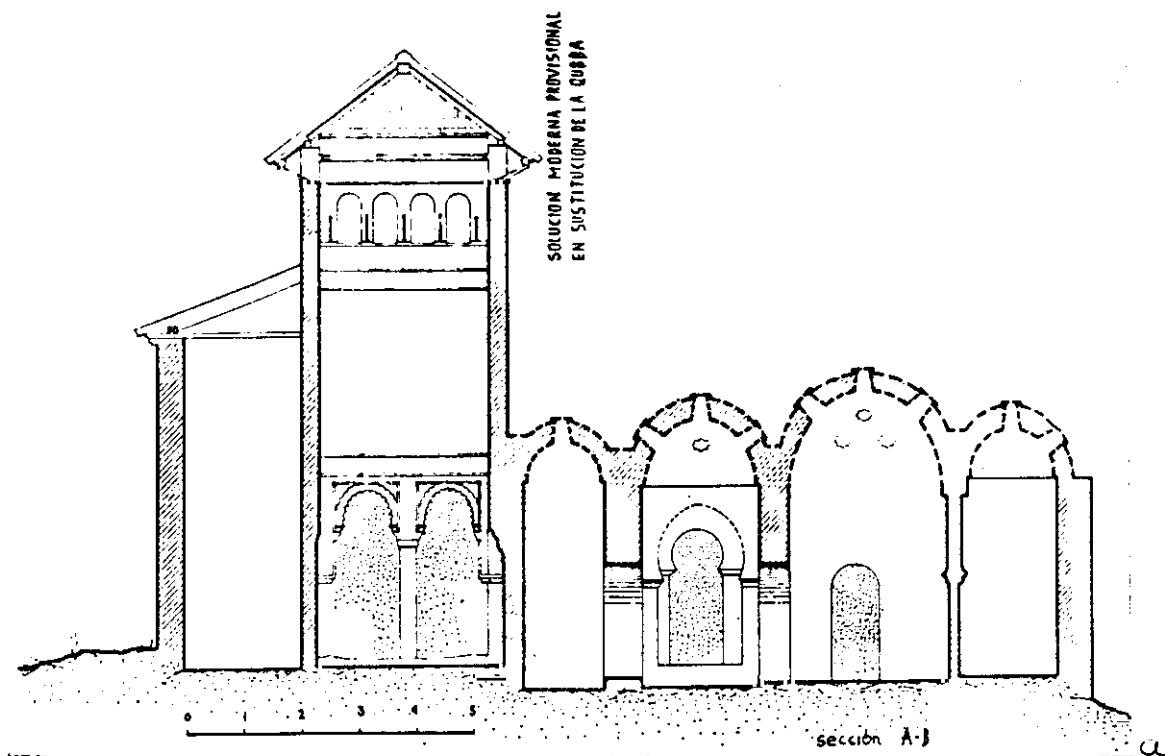 SOLUCION MODERNA PROVISIONAL
EN SUSTITUCION DE LA QUBBA
0 1 2 3 4 5
sección A-B